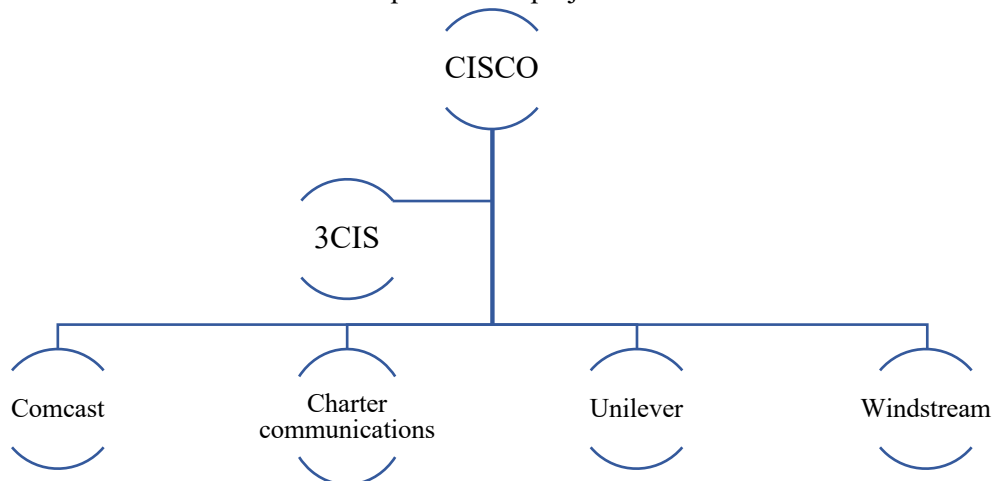 CISCO
3CIS
Comcast
Charter
communications
Unilever
Windstream